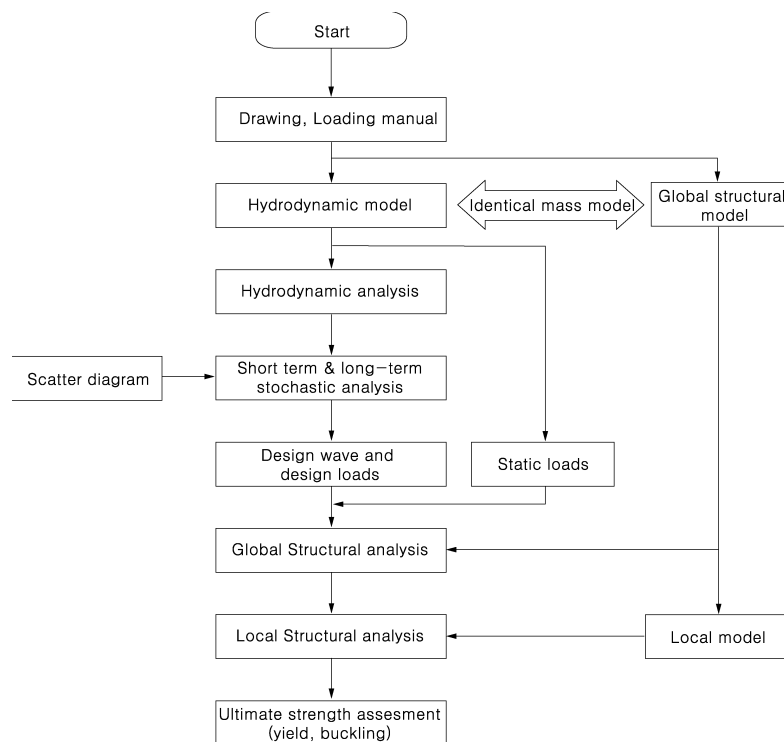 Start
Drawing, Loading manual
Hydrodynamic model
Identical mass model
Global structural
model
Hydrodynamic analysis
Scatter diagram
Short term & long-term
stochastic analysis
Design wave and
design loads
Static loads
Global Structural analysis
Local Structural analysis
Local model
Ultimate strength assesment
(yield, buckling)